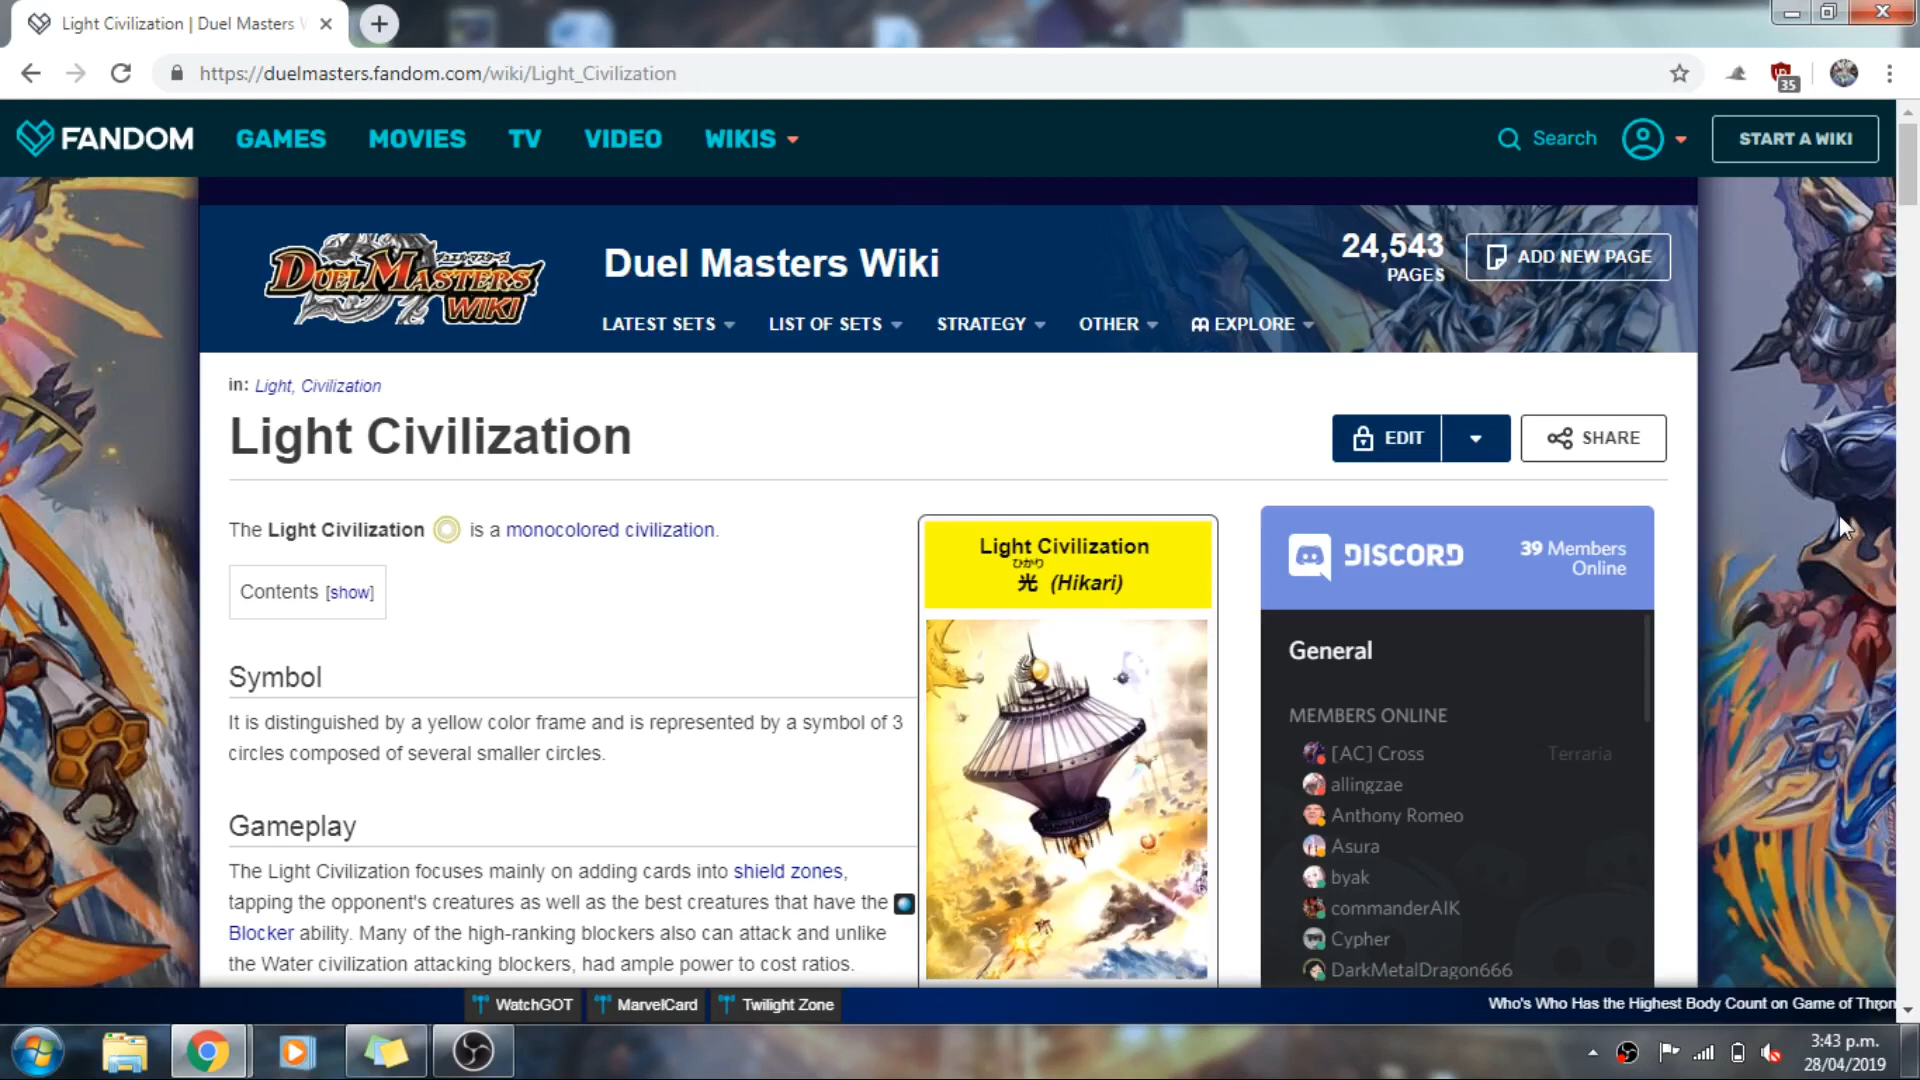 Light Civilization | Duel Masters
https://duelmasters.fandom.com/wiki/Light_Civilization
35
FANDOM
GAMES
MOVIES
TV
VIDEO
WIKIS
Search
START A WIKI
DUEL MASTERS
WIKI
Duel Masters Wiki
24,543
PAGES
ADD NEW PAGE
LATEST SETS
LIST OF SETS
STRATEGY
OTHER
EXPLORE
in: Light, Civilization
Light Civilization
EDIT
SHARE
The Light Civilization is a monocolored civilization.
Contents [show]
Symbol
It is distinguished by a yellow color frame and is represented by a symbol of 3
circles composed of several smaller circles.
Gameplay
The Light Civilization focuses mainly on adding cards into shield zones,
tapping the opponent's creatures as well as the best creatures that have the
Blocker ability. Many of the high-ranking blockers also can attack and unlike
the Water civilization attacking blockers, had ample power to cost ratios.
Light Civilization
ひかり
光 (Hikari)
DISCORD
39 Members
Online
General
MEMBERS ONLINE
[AC] Cross
Terraria
allingzae
Anthony Romeo
Asura
byak
commanderAIK
Cypher
DarkMetalDragon666
WatchGOT
MarvelCard
Twilight Zone
Who's Who Has the Highest Body Count on Game of Thron
3:43 p.m.
28/04/2019